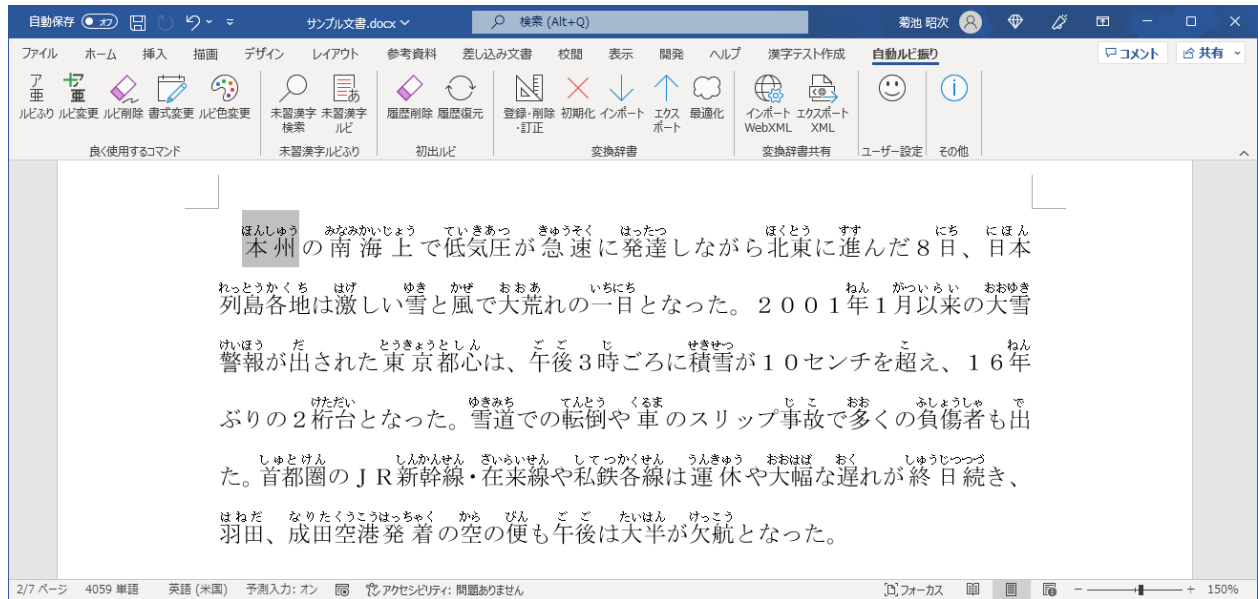 自動保存 オフ サンプル文書.docx 検索 (Alt+Q) 菊池 昭次
ファイル ホーム 挿入 描画 デザイン レイアウト 参考資料 差し込み文書 校閲 表示 開発 ヘルプ 漢字テスト作成 自動ルビ振り コメント 共有
ア亜 ア亜
ルビふり ルビ変更 ルビ削除 書式変更 ルビ色変更 未習漢字検索 未習漢字ルビ 履歴削除 履歴復元 登録・削除・訂正 初期化 インポート エクスポート 最適化 インポートWebXML エクスポートXML
良く使用するコマンド 未習漢字ルビふり 初出ルビ 変換辞書 変換辞書共有 ユーザー設定 その他
ほんしゅう みなみかいじょう ていきあつ きゅうそく はったつ ほくとう すす にち にほん
本州の南海上で低気圧が急速に発達しながら北東に進んだ8日、日本
れっとうかくち はげ ゆき かぜ おおあ いちにち ねん がついらい おおゆき
列島各地は激しい雪と風で大荒れの一日となった。2001年1月以来の大雪
けいほう だ とうきょうとしん ごご じ せきせつ こ ねん
警報が出された東京都心は、午後3時ごろに積雪が10センチを超え、16年
けただい ゆきみち てんとう くるま じこ おお ふしょうしゃ で
ぶりの2桁台となった。雪道での転倒や車のスリップ事故で多くの負傷者も出
しゅとけん しんかんせん ざいらいせん してつかくせん うんきゅう おおはば おく しゅうじつつづ
た。首都圏のJR新幹線・在来線や私鉄各線は運休や大幅な遅れが終日続き、
はねだ なりたくうこうはっちゃく から びん ごご たいはん けっこう
羽田、成田空港発着の空の便も午後は大半が欠航となった。
2/7 ページ 4059 単語 英語 (米国) 予測入力: オン アクセシビリティ: 問題ありません フォーカス - + 150%